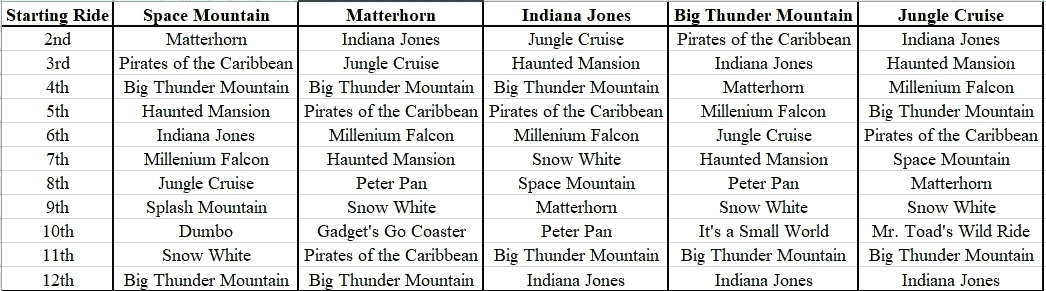 Starting Ride Space Mountain Matterhorn Indiana Jones Big Thunder Mountain Jungle Cruise
2nd Matterhorn Indiana Jones Jungle Cruise Pirates of the Caribbean Indiana Jones
3rd Pirates of the Caribbean Jungle Cruise Haunted Mansion Indiana Jones Haunted Mansion
4th Big Thunder Mountain Big Thunder Mountain Big Thunder Mountain Matterhorn Millenium Falcon
5th Haunted Mansion Pirates of the Caribbean Pirates of the Caribbean Millenium Falcon Big Thunder Mountain
6th Indiana Jones Millenium Falcon Millenium Falcon Jungle Cruise Pirates of the Caribbean
7th Millenium Falcon Haunted Mansion Snow White Haunted Mansion Space Mountain
8th Jungle Cruise Peter Pan Space Mountain Peter Pan Matterhorn
9th Splash Mountain Snow White Matterhorn Snow White Snow White
10th Dumbo Gadget's Go Coaster Peter Pan It's a Small World Mr. Toad's Wild Ride
11th Snow White Pirates of the Caribbean Big Thunder Mountain Big Thunder Mountain Big Thunder Mountain
12th Big Thunder Mountain Big Thunder Mountain Indiana Jones Indiana Jones Indiana Jones